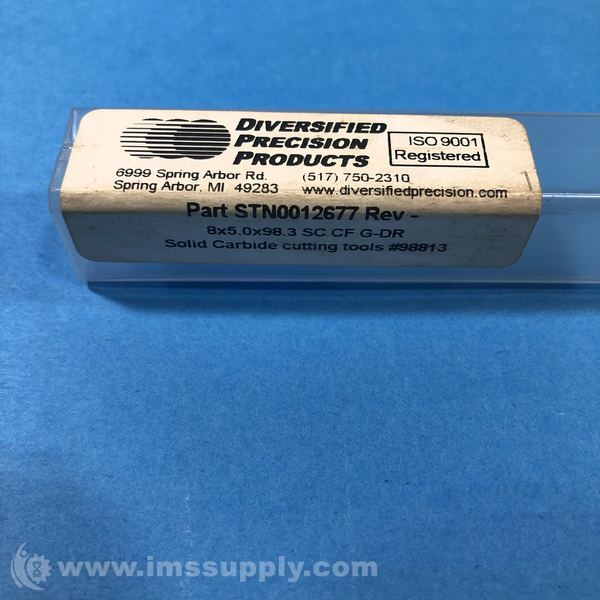 DIVERSIFIED
PRECISION
PRODUCTS
ISO 9001
Registered
6999 Spring Arbor Rd. (517) 750-2310
Spring Arbor, MI 49283 www.diversifiedprecision.com
Part STN0012677 Rev -
8x5.0x98.3 SC CF G-DR
Solid Carbide cutting tools #98813
www.imssupply.com